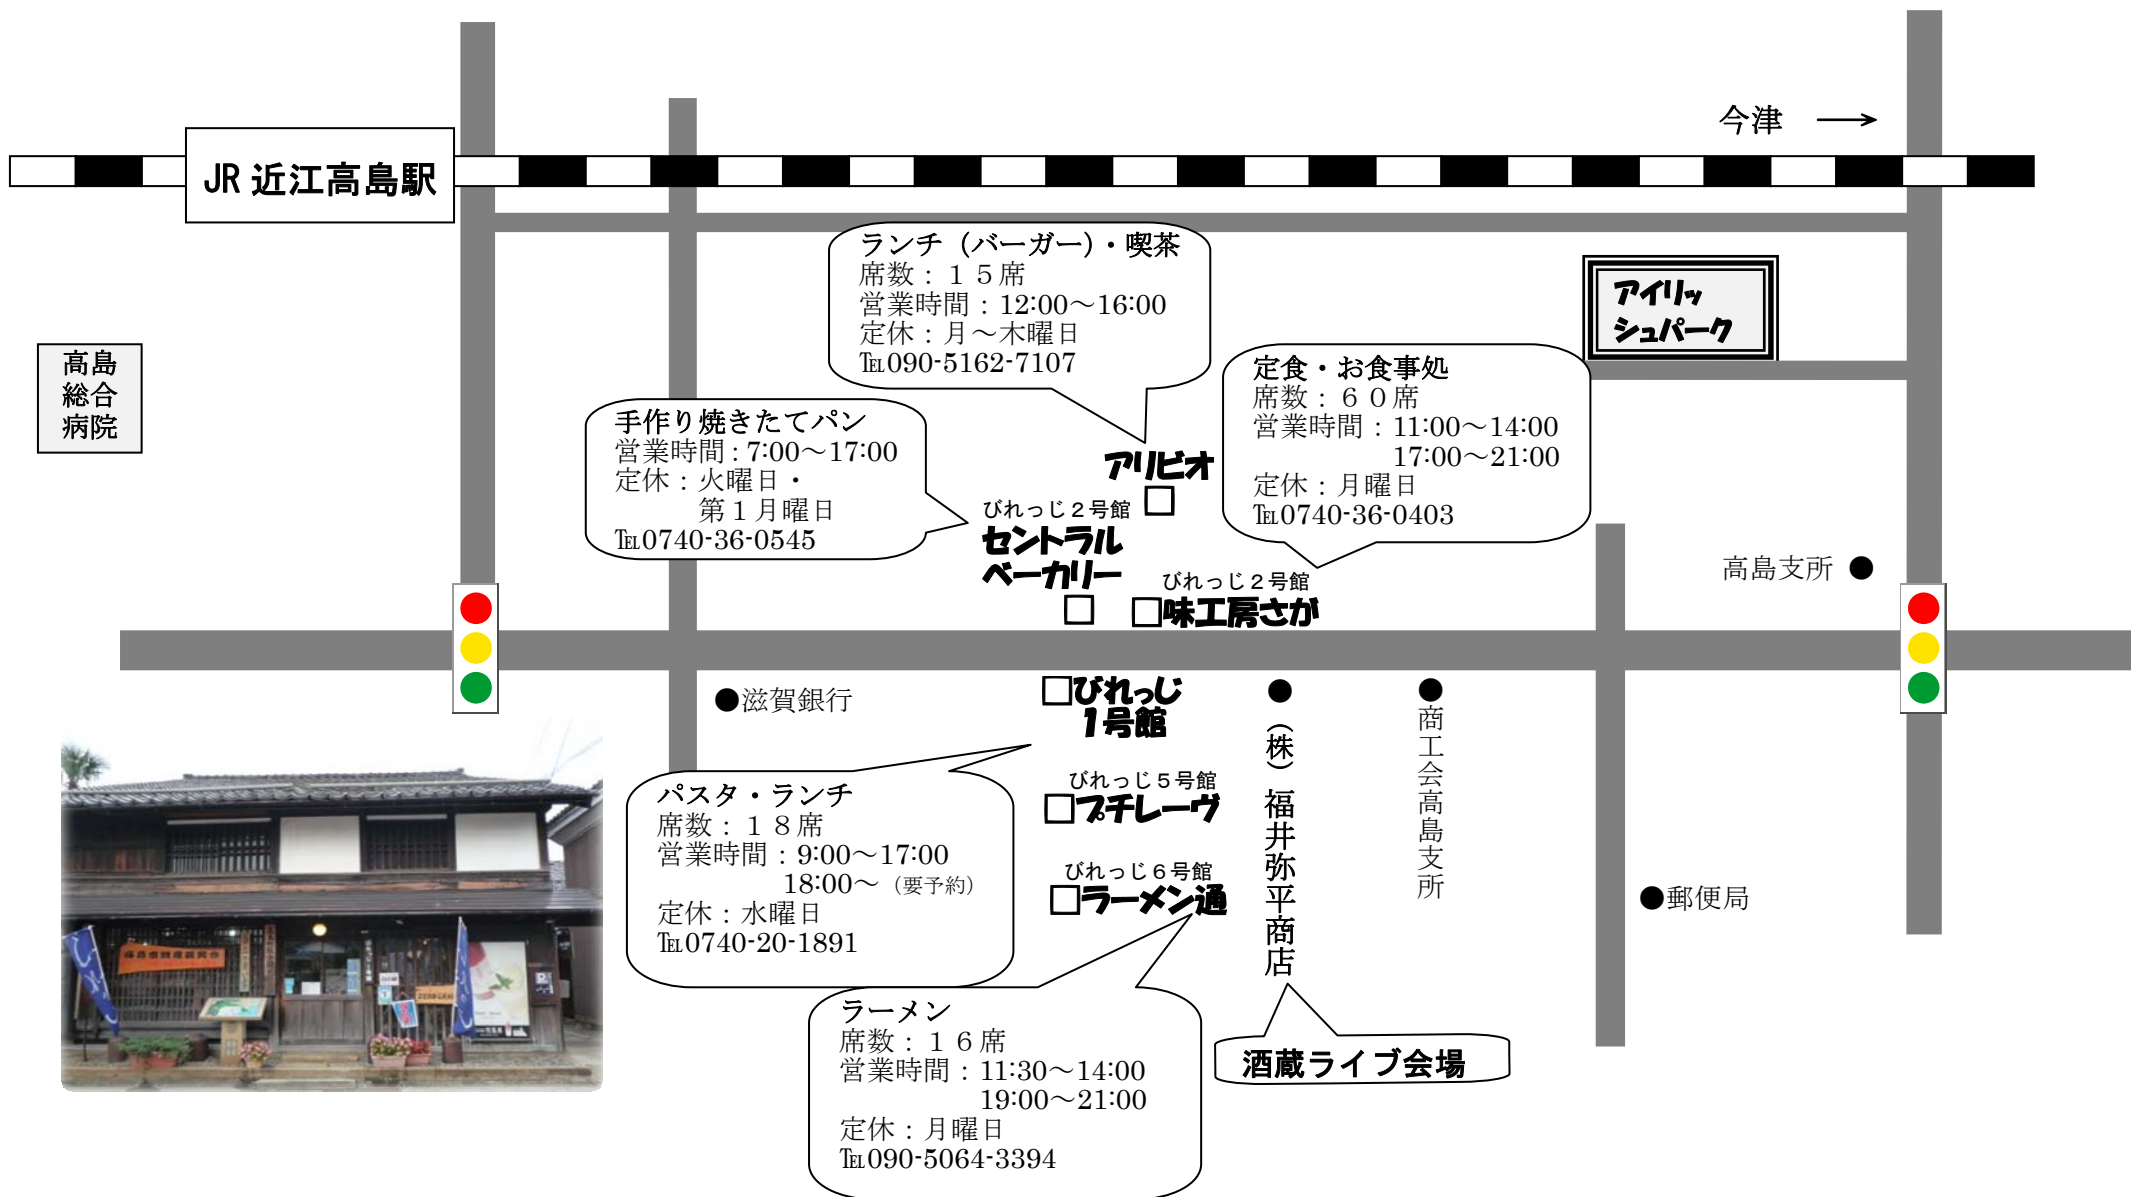 今津 →
JR 近江高島駅
ランチ（バーガー）・喫茶
席数：１５席
営業時間：12:00～16:00
定休：月～木曜日
℡090-5162-7107
アイリッ
シュパーク
高島
総合
病院
定食・お食事処
席数：６０席
営業時間：11:00～14:00
17:00～21:00
定休：月曜日
℡0740-36-0403
手作り焼きたてパン
営業時間：7:00～17:00
定休：火曜日・
第１月曜日
℡0740-36-0545
アリビオ
びれっじ２号館
セントラル
ベーカリー
びれっじ２号館
味工房さが
高島支所
滋賀銀行
びれっじ
1号館
（株）福井弥平商店
商工会高島支所
パスタ・ランチ
席数：１８席
営業時間：9:00～17:00
18:00～（要予約）
定休：水曜日
℡0740-20-1891
びれっじ５号館
プチレーヴ
びれっじ６号館
ラーメン通
郵便局
ラーメン
席数：１６席
営業時間：11:30～14:00
19:00～21:00
定休：月曜日
℡090-5064-3394
酒蔵ライブ会場